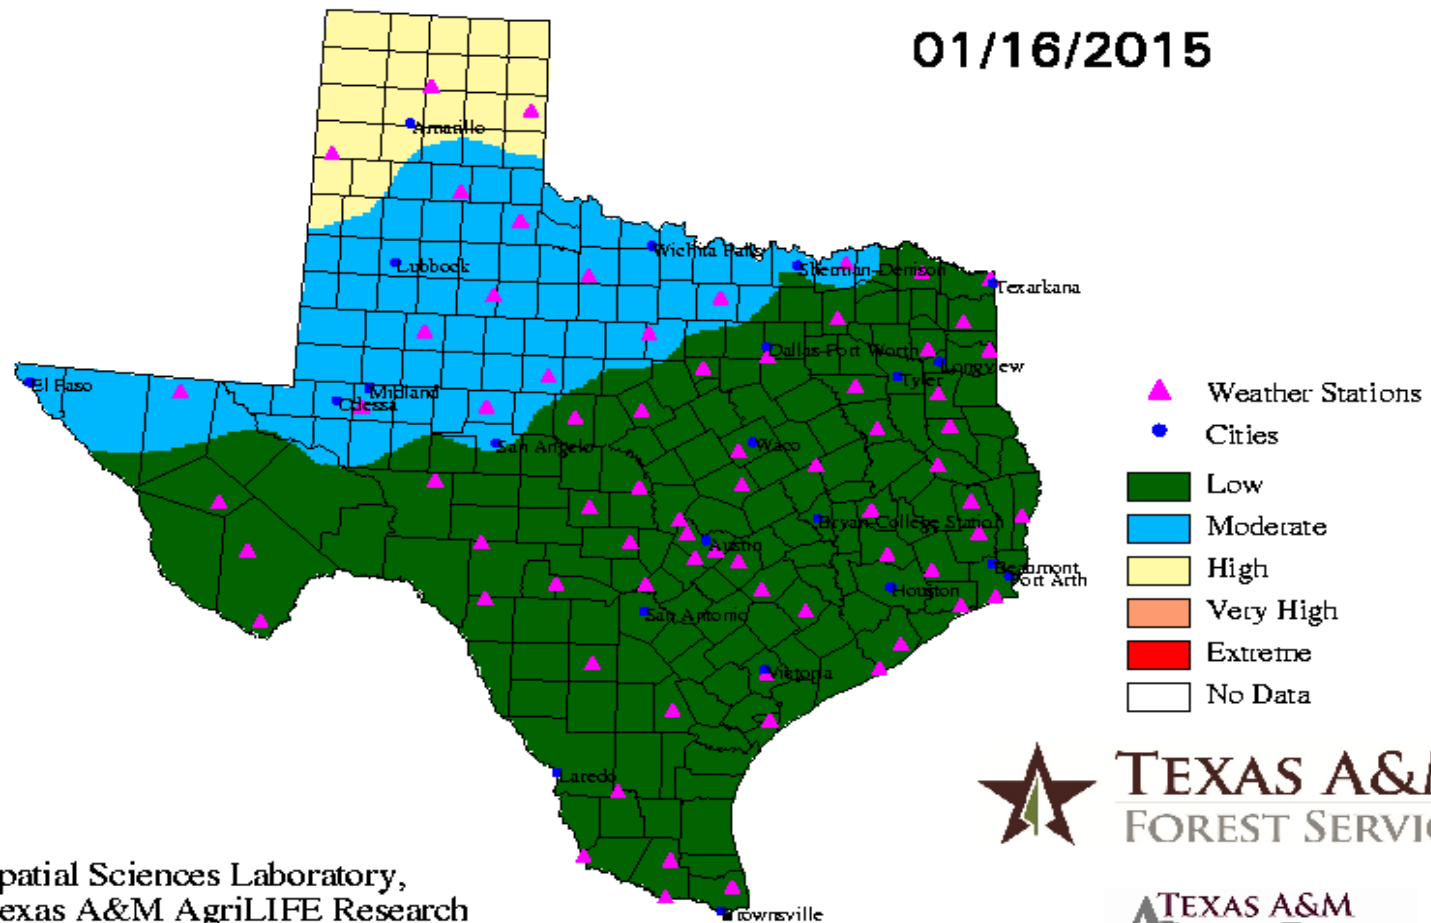 01/16/2015
Amarillo
Lubbock
Wichita Falls
Sherman-Denison
Texarkana
Dallas-Fort Worth
Longview
Tyler
El Paso
Midland
Odessa
San Angelo
Waco
Bryan-College Station
Austin
Beaumont
Port Arth
Houston
San Antonio
Victoria
Laredo
Brownsville
Weather Stations
Cities
Low
Moderate
High
Very High
Extreme
No Data
TEXAS A&M
FOREST SERVIC
patial Sciences Laboratory,
exas A&M AgriLIFE Research
TEXAS A&M